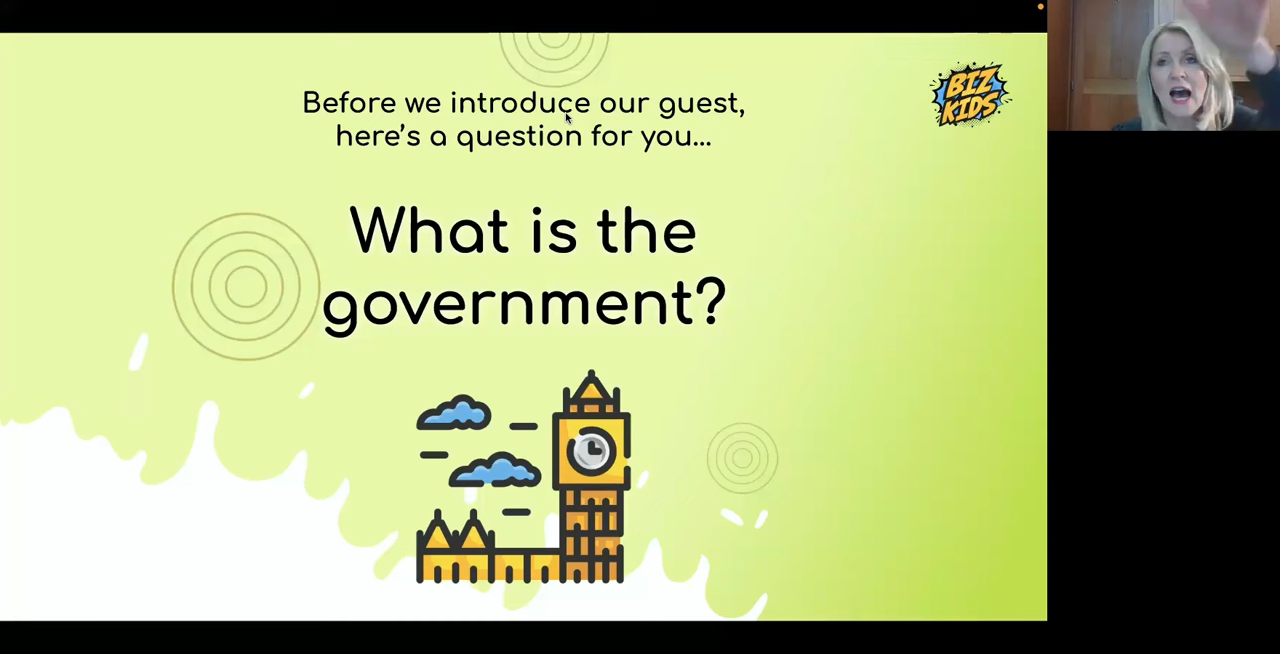 Before we introduce our guest,
here's a question for you...
BIZ
KIDS
What is the
government?